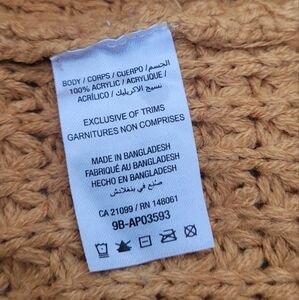 BODY / CORPS / CUERPO / الجسم
100% ACRYLIC / ACRYLIQUE /
ACRÍLICO / نسيج الاكريليك
EXCLUSIVE OF TRIMS
GARNITURES NON COMPRISES
MADE IN BANGLADESH
FABRIQUÉ AU BANGLADESH
HECHO EN BANGLADESH
صنع في بنغلادش
CA 21099 / RN 148061
9B-AP03593